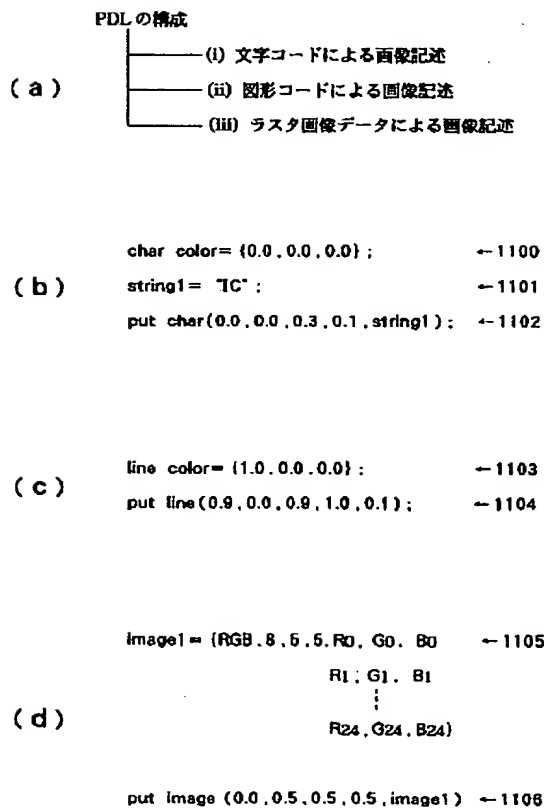 PDLの構成
(i) 文字コードによる画像記述
(a) (ii) 図形コードによる画像記述
(iii) ラスタ画像データによる画像記述
char color= {0.0 , 0.0 , 0.0} ; ←1100
(b) string1= "IC" ; ←1101
put char(0.0 , 0.0 , 0.3 , 0.1 , string1) ; ←1102
line color= {1.0 . 0.0 . 0.0} ; ←1103
(c) put line(0.9 , 0.0 , 0.9 , 1.0 , 0.1) ; ←1104
image1= {RGB . 8 , 5 , 5 . R0 , G0 . B0 ←1105
R1 , G1 . B1
(d) R24 , G24 , B24}
put image (0.0 , 0.5 , 0.5 , 0.5 , image1) ←1106